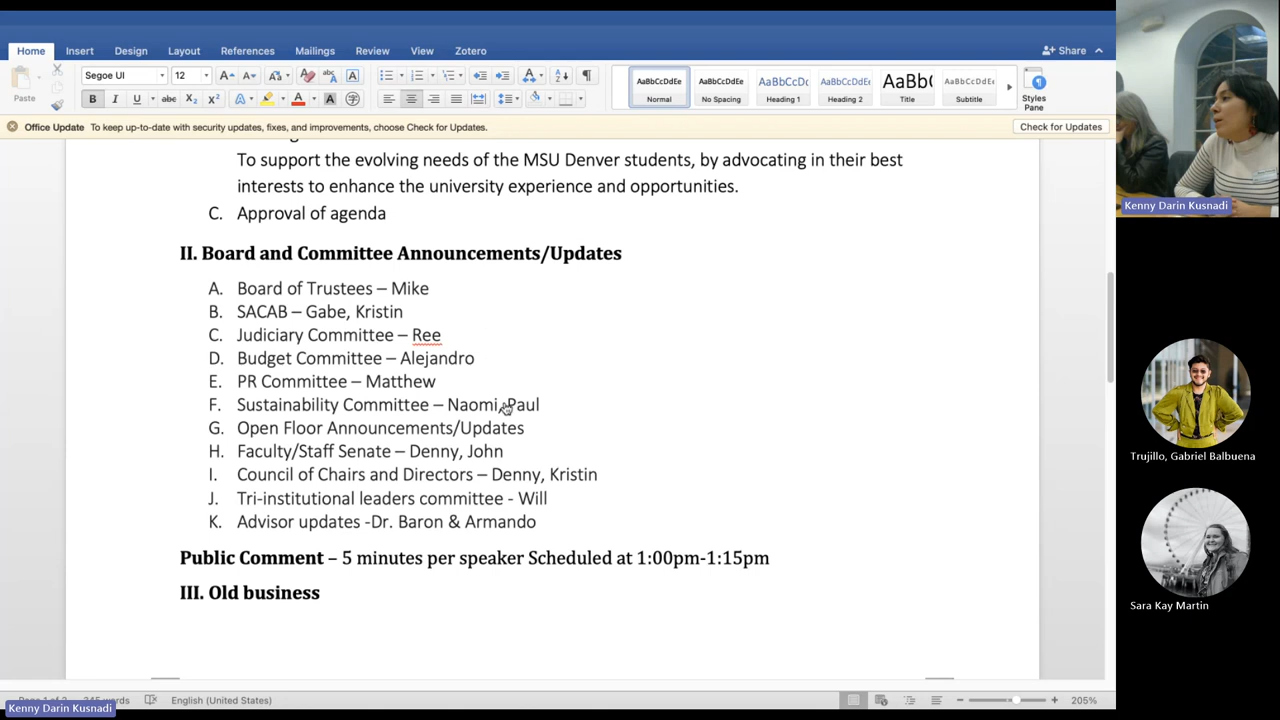 Home Insert Design Layout References Mailings Review View Zotero Share
Paste Segoe UI 12 AaBbCcDdEe AaBbCcDdEe AaBbCcDc AaBbCcDdEe AaBb( AaBbCcDdEe
Normal No Spacing Heading 1 Heading 2 Title Subtitle Styles Pane
Office Update To keep up-to-date with security updates, fixes, and improvements, choose Check for Updates. Check for Updates
To support the evolving needs of the MSU Denver students, by advocating in their best
interests to enhance the university experience and opportunities.
C. Approval of agenda
II. Board and Committee Announcements/Updates
A. Board of Trustees – Mike
B. SACAB – Gabe, Kristin
C. Judiciary Committee – Ree
D. Budget Committee – Alejandro
E. PR Committee – Matthew
F. Sustainability Committee – Naomi, Paul
G. Open Floor Announcements/Updates
H. Faculty/Staff Senate – Denny, John
I. Council of Chairs and Directors – Denny, Kristin
J. Tri-institutional leaders committee - Will
K. Advisor updates -Dr. Baron & Armando
Public Comment – 5 minutes per speaker Scheduled at 1:00pm-1:15pm
III. Old business
English (United States) 205%
Kenny Darin Kusnadi
Kenny Darin Kusnadi
Trujillo, Gabriel Balbuena
Sara Kay Martin